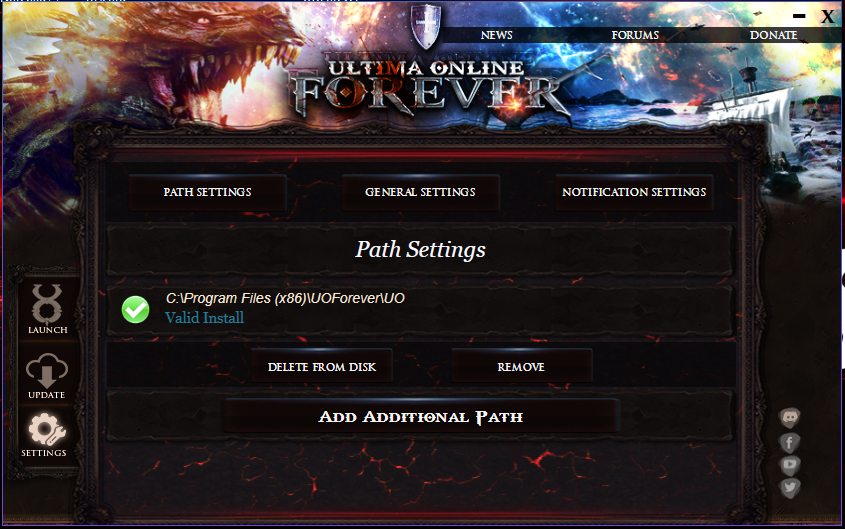 X
NEWS FORUMS DONATE
ULTIMA ONLINE
FOREVER
PATH SETTINGS GENERAL SETTINGS NOTIFICATION SETTINGS
Path Settings
C:\Program Files (x86)\UOForever\UO
Valid Install
LAUNCH
DELETE FROM DISK REMOVE
UPDATE
ADD ADDITIONAL PATH
SETTINGS